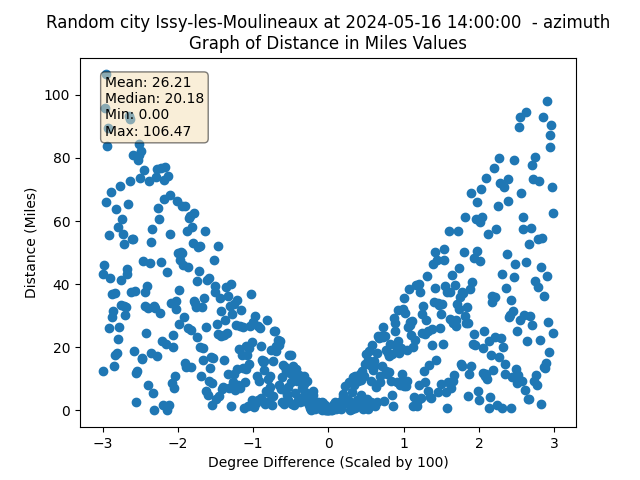 Random city Issy-les-Moulineaux at 2024-05-16 14:00:00  - azimuth
Graph of Distance in Miles Values
Mean: 26.21
Median: 20.18
Min: 0.00
Max: 106.47
Distance (Miles)
100
80
60
40
20
0
−3 −2 −1 0 1 2 3
Degree Difference (Scaled by 100)